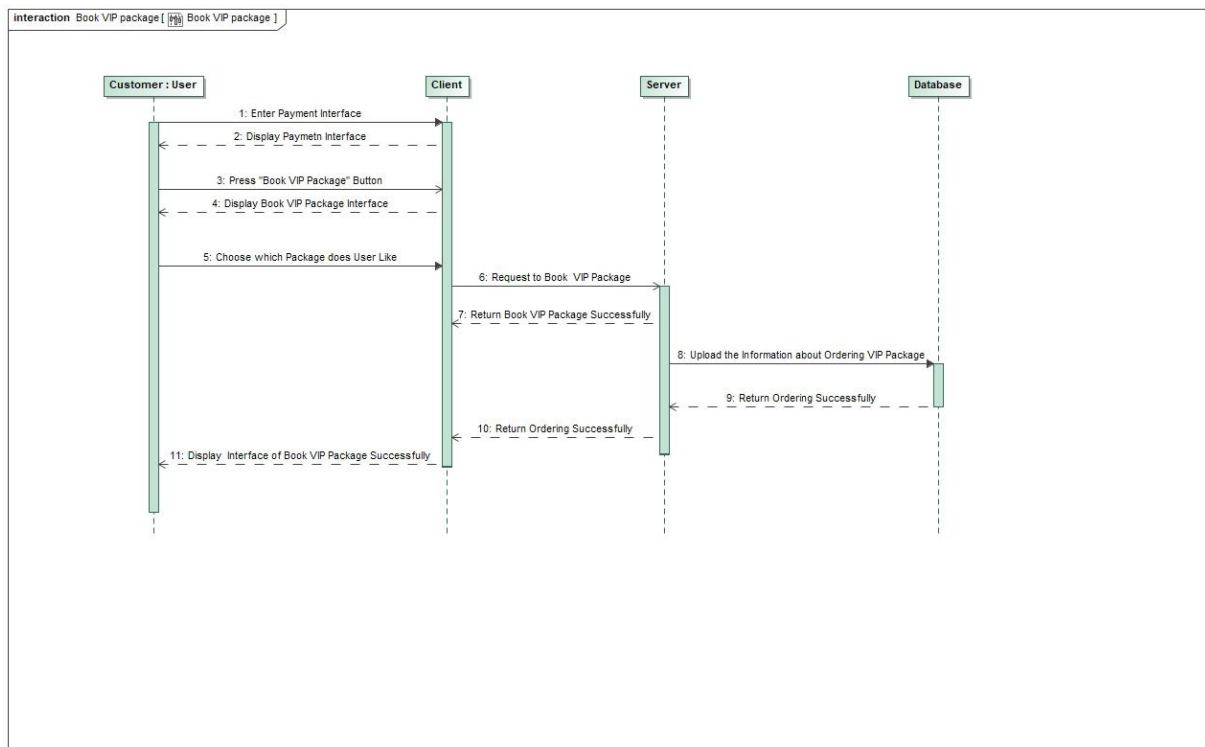 interaction Book VIP package [ Book VIP package ]
Customer : User
Client
Server
Database
1: Enter Payment Interface
2: Display Paymetn Interface
3: Press "Book VIP Package" Button
4: Display Book VIP Package Interface
5: Choose which Package does User Like
6: Request to Book  VIP Package
7: Return Book VIP Package Successfully
8: Upload the Information about Ordering VIP Package
9: Return Ordering Successfully
10: Return Ordering Successfully
11: Display  Interface of Book VIP Package Successfully